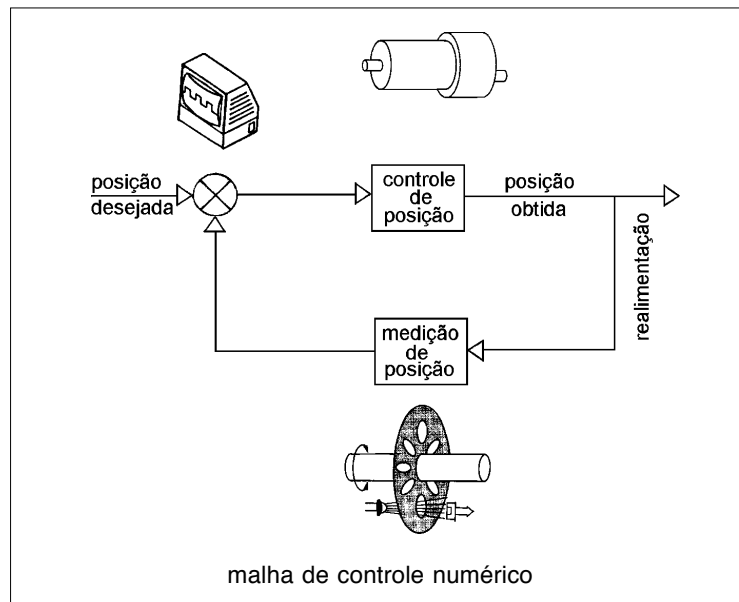 posição
desejada
controle
de
posição
posição
obtida
realimentação
medição
de
posição
malha de controle numérico